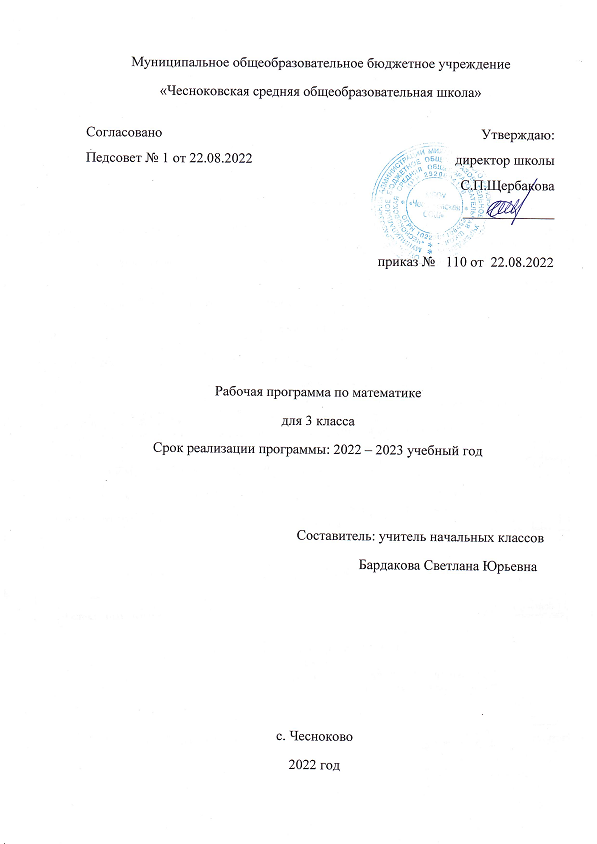 Муниципальное общеобразовательное бюджетное учреждение
«Чесноковская средняя общеобразовательная школа»
Согласовано
Утверждаю:
Педсовет № 1 от 22.08.2022
директор школы
С.П.Щербакова
приказ № 110 от 22.08.2022
Рабочая программа по математике
для 3 класса
Срок реализации программы: 2022 – 2023 учебный год
Составитель: учитель начальных классов
Бардакова Светлана Юрьевна
с. Чесноково
2022 год